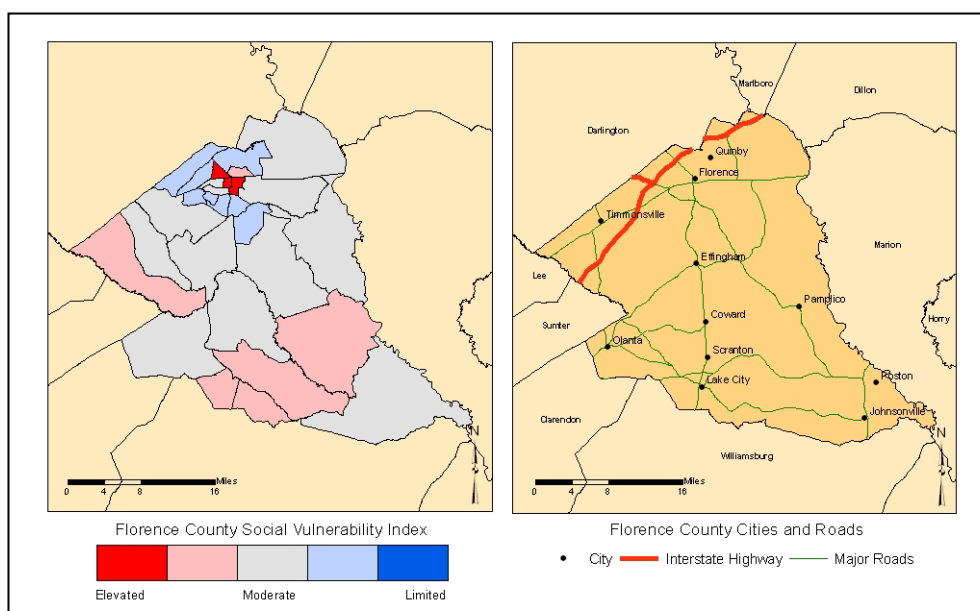 N
0 4 8 16 Miles
Florence County Social Vulnerability Index
Elevated Moderate Limited
Marlboro
Dillon
Darlington
Quinby
Florence
Timmonsville
Marion
Effingham
Lee
Pamplico
Horry
Sumter
Coward
Olanta
Scranton
Lake City
Poston
Johnsonville
Clarendon
N
Williamsburg
0 4 8 16 Miles
Florence County Cities and Roads
City Interstate Highway Major Roads